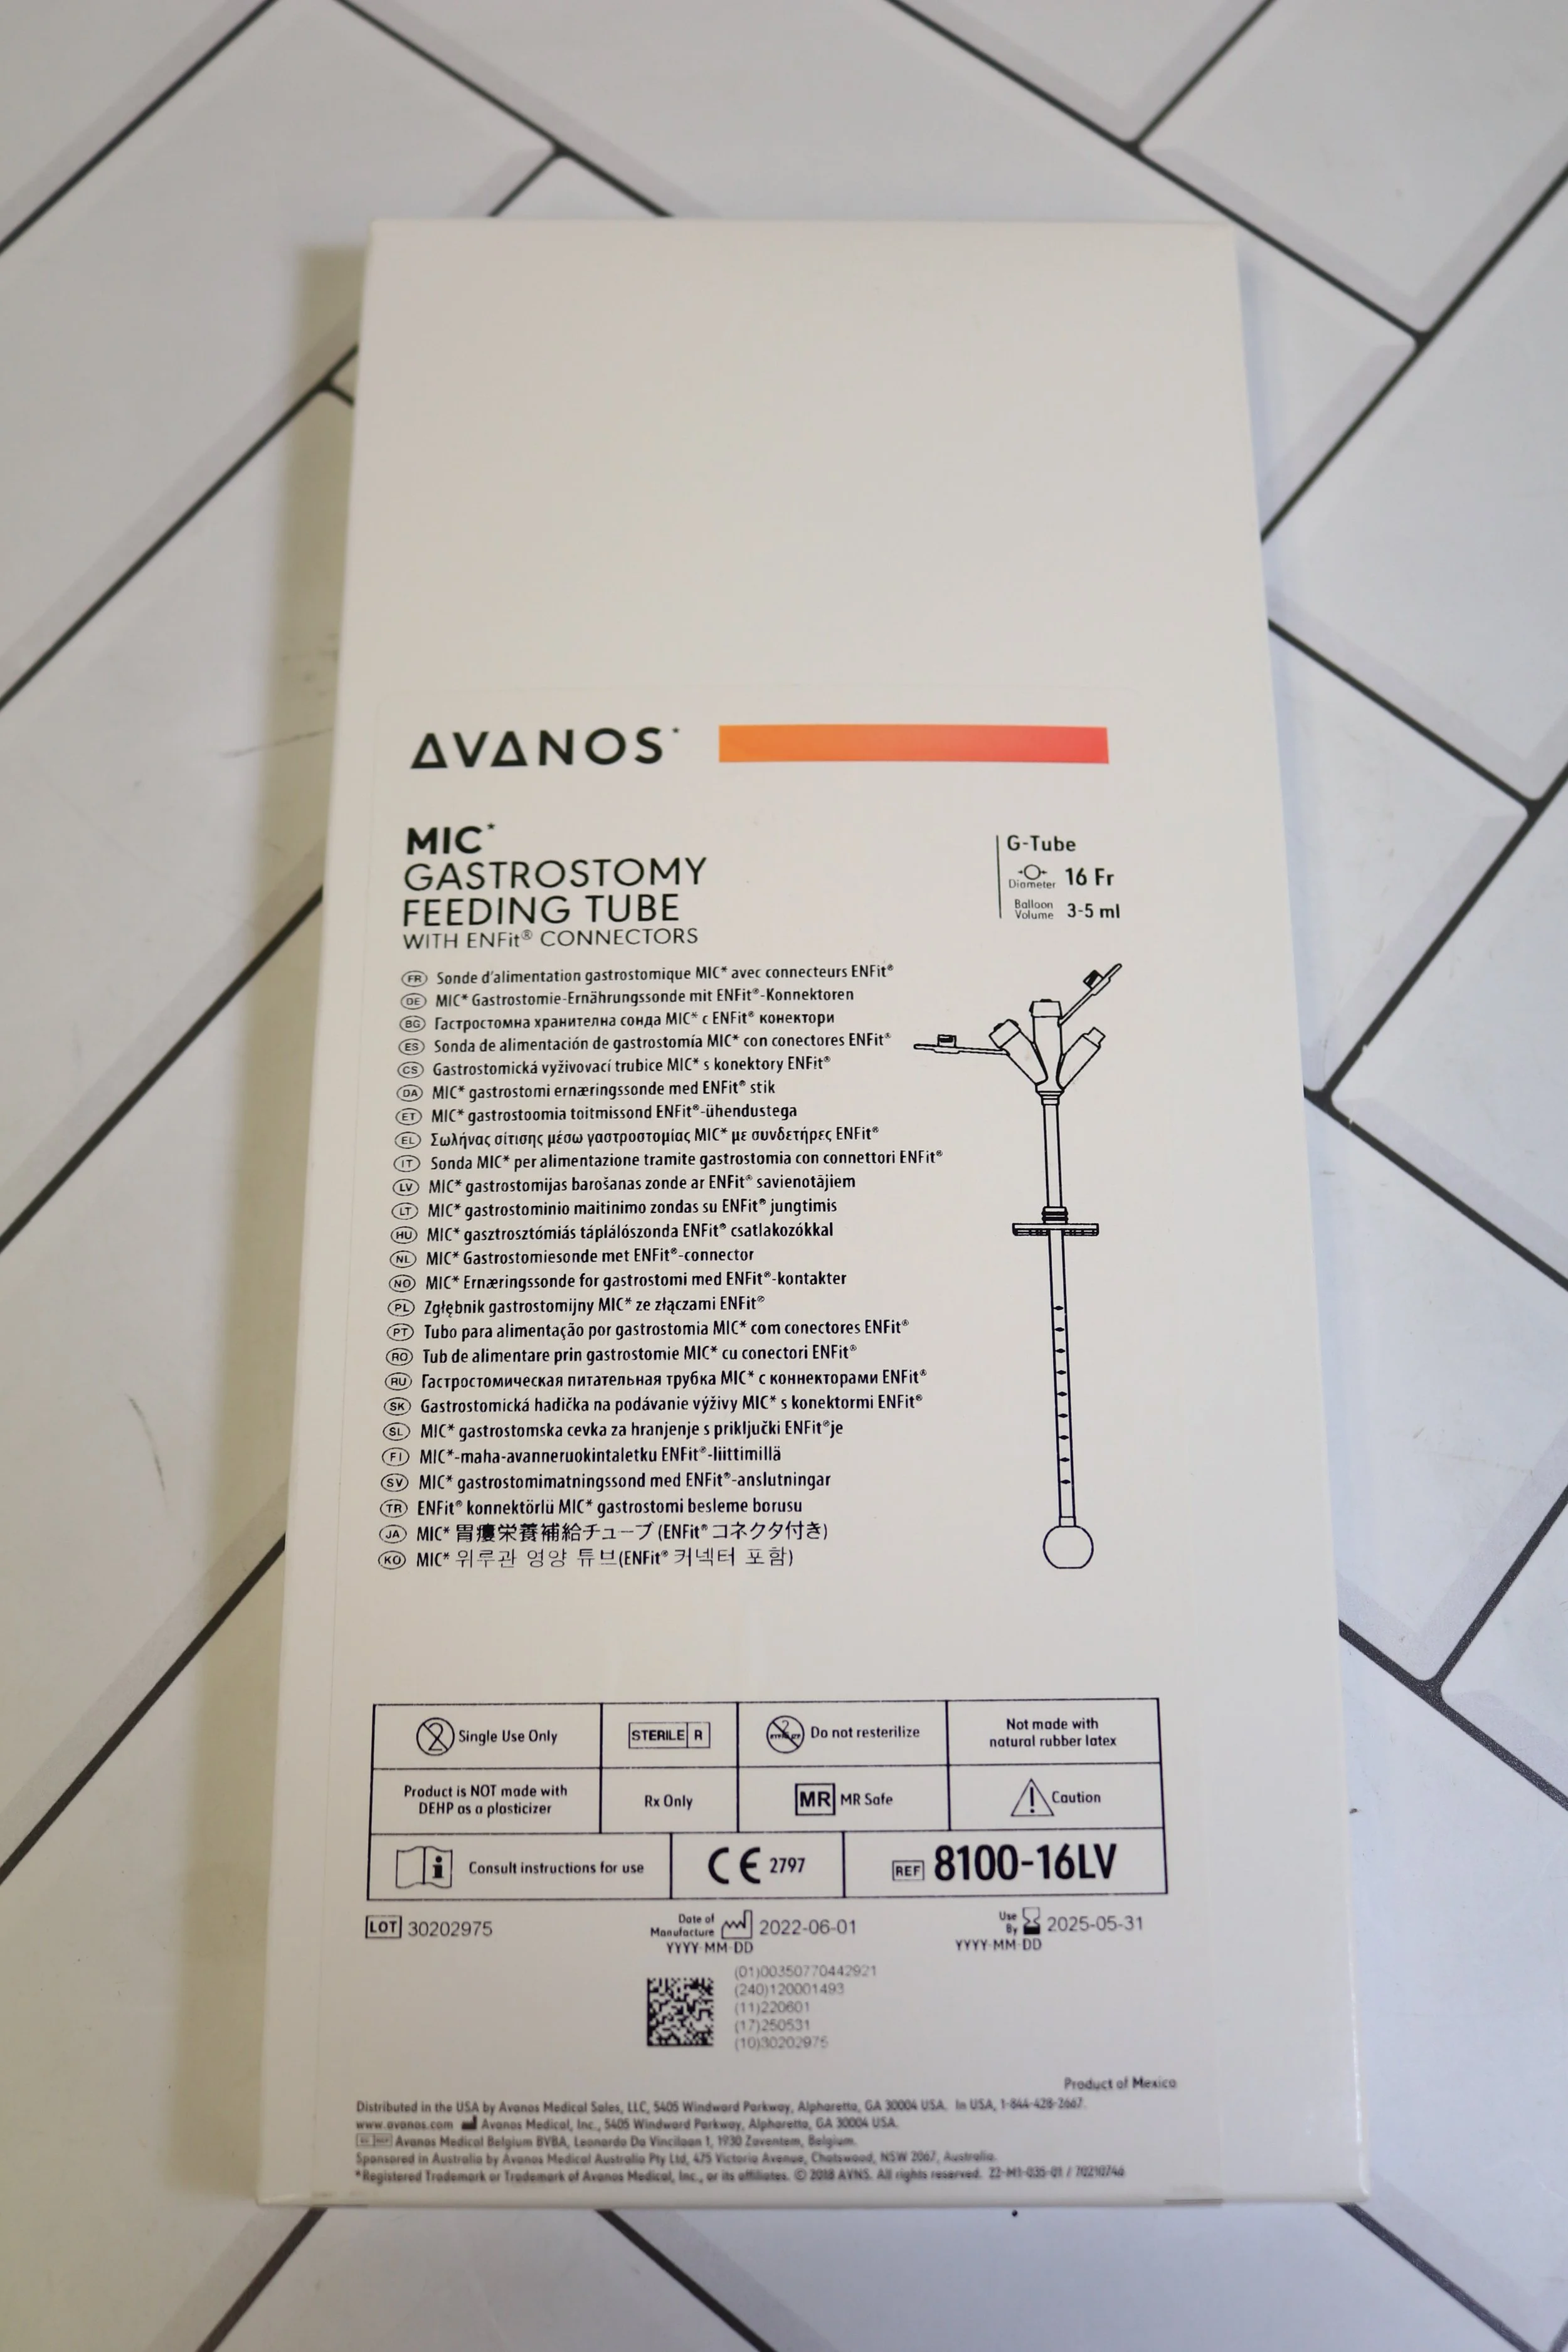 AVANOS*
MIC*
GASTROSTOMY
FEEDING TUBE
WITH ENFit® CONNECTORS
G-Tube
Diameter 16 Fr
Balloon Volume 3-5 ml
FR Sonde d'alimentation gastrostomique MIC* avec connecteurs ENFit®
DE MIC* Gastrostomie-Ernährungssonde mit ENFit®-Konnektoren
BG Гастростомна хранителна сонда MIC* с ENFit® конектори
ES Sonda de alimentación de gastrostomía MIC* con conectores ENFit®
CS Gastrostomická vyživovací trubice MIC* s konektory ENFit®
DA MIC* gastrostomi ernæringssonde med ENFit® stik
ET MIC* gastrostoomia toitmissond ENFit®-ühendustega
EL Σωλήνας σίτισης μέσω γαστροστομίας MIC* με συνδετήρες ENFit®
IT Sonda MIC* per alimentazione tramite gastrostomia con connettori ENFit®
LV MIC* gastrostomijas barošanas zonde ar ENFit® savienotājiem
LT MIC* gastrostominio maitinimo zondas su ENFit® jungtimis
HU MIC* gasztrosztómiás táplálószonda ENFit® csatlakozókkal
NL MIC* Gastrostomiesonde met ENFit®-connector
NO MIC* Ernæringssonde for gastrostomi med ENFit®-kontakter
PL Zgłębnik gastrostomijny MIC* ze złączami ENFit®
PT Tubo para alimentação por gastrostomia MIC* com conectores ENFit®
RO Tub de alimentare prin gastrostomie MIC* cu conectori ENFit®
RU Гастростомическая питательная трубка MIC* с коннекторами ENFit®
SK Gastrostomická hadička na podávanie výživy MIC* s konektormi ENFit®
SL MIC* gastrostomska cevka za hranjenje s priključki ENFit®je
FI MIC*-maha-avanneruokintaletku ENFit®-liittimillä
SV MIC* gastrostomimatningssond med ENFit®-anslutningar
TR ENFit® konnektörlü MIC* gastrostomi besleme borusu
JA MIC* 胃瘻栄養補給チューブ (ENFit® コネクタ付き)
KO MIC* 위루관 영양 튜브(ENFit® 커넥터 포함)
2 Single Use Only
STERILE R
2 Do not resterilize
Not made with
natural rubber latex
Product is NOT made with
DEHP as a plasticizer
Rx Only
MR MR Safe
Caution
Consult instructions for use
CE 2797
REF 8100-16LV
LOT 30202975
Date of Manufacture 2022-06-01
YYYY-MM-DD
Use By 2025-05-31
YYYY-MM-DD
(01)00350770442921
(240)120001493
(11)220601
(17)250531
(10)30202975
Product of Mexico
Distributed in the USA by Avanos Medical Sales, LLC, 5405 Windward Parkway, Alpharetta, GA 30004 USA. In USA, 1-844-428-2667.
www.avanos.com Avanos Medical, Inc., 5405 Windward Parkway, Alpharetta, GA 30004 USA.
Avanos Medical Belgium BVBA, Leonardo Da Vincilaan 1, 1930 Zaventem, Belgium.
Sponsored in Australia by Avanos Medical Australia Pty Ltd, 475 Victoria Avenue, Chatswood, NSW 2067, Australia.
*Registered Trademark or Trademark of Avanos Medical, Inc., or its affiliates. © 2018 AVNS. All rights reserved.